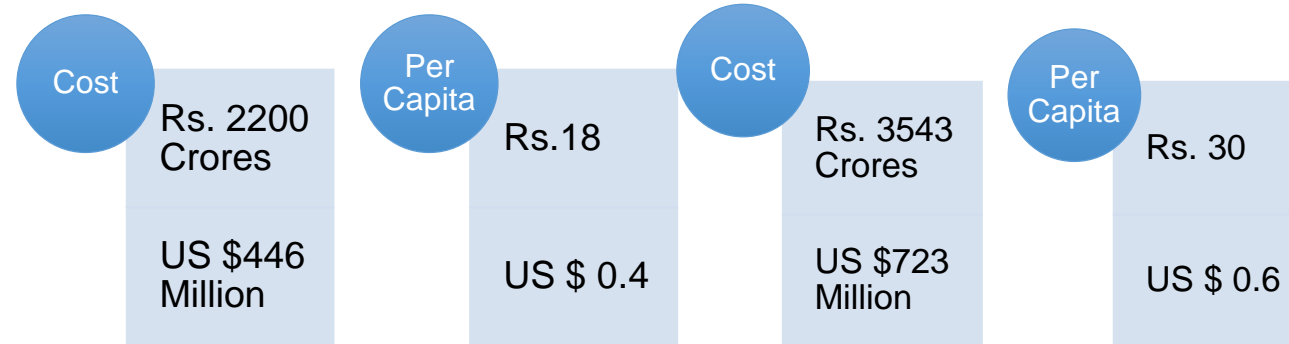 Cost
Rs. 2200
Crores
US $446
Million
Per
Capita
Rs.18
US $ 0.4
Cost
Rs. 3543
Crores
US $723
Million
Per
Capita
Rs. 30
US $ 0.6